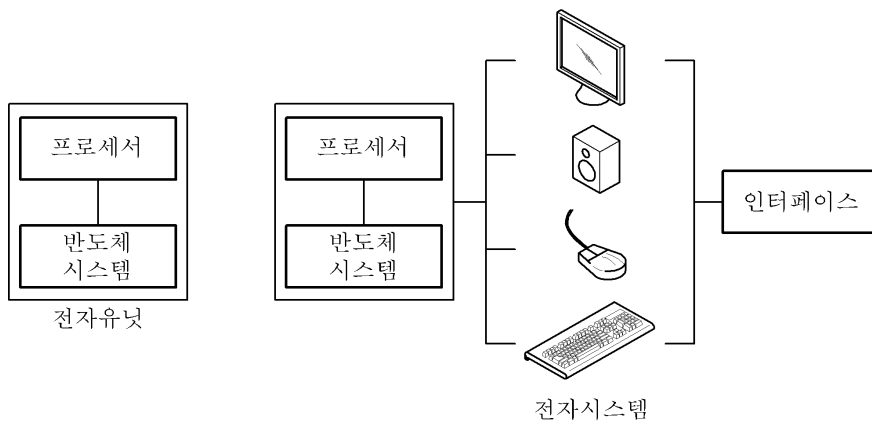 프로세서
반도체
시스템
전자유닛
프로세서
반도체
시스템
인터페이스
전자시스템